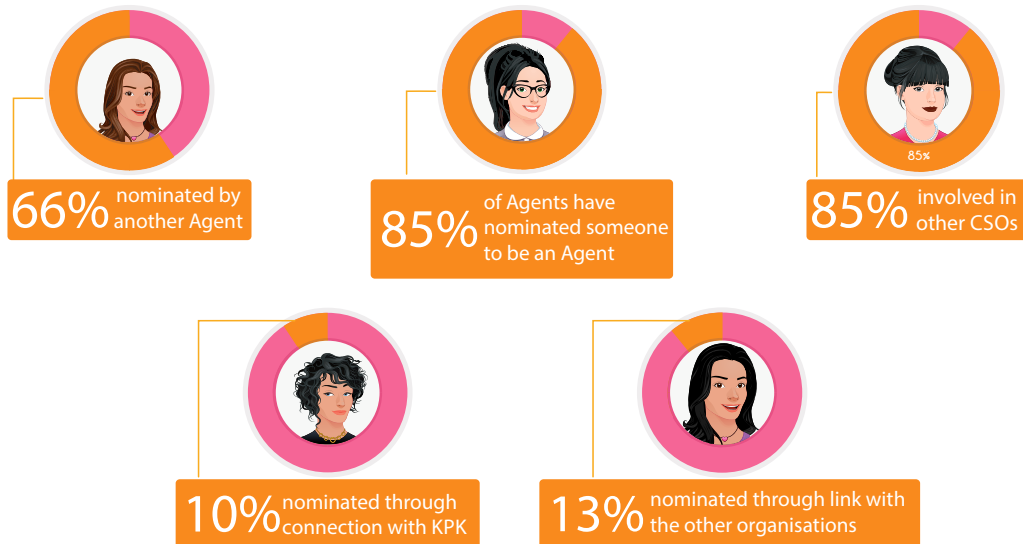 85%
66% nominated by
another Agent
85% of Agents have
nominated someone
to be an Agent
85% involved in
other CSOs
10% nominated through
connection with KPK
13% nominated through link with
the other organisations